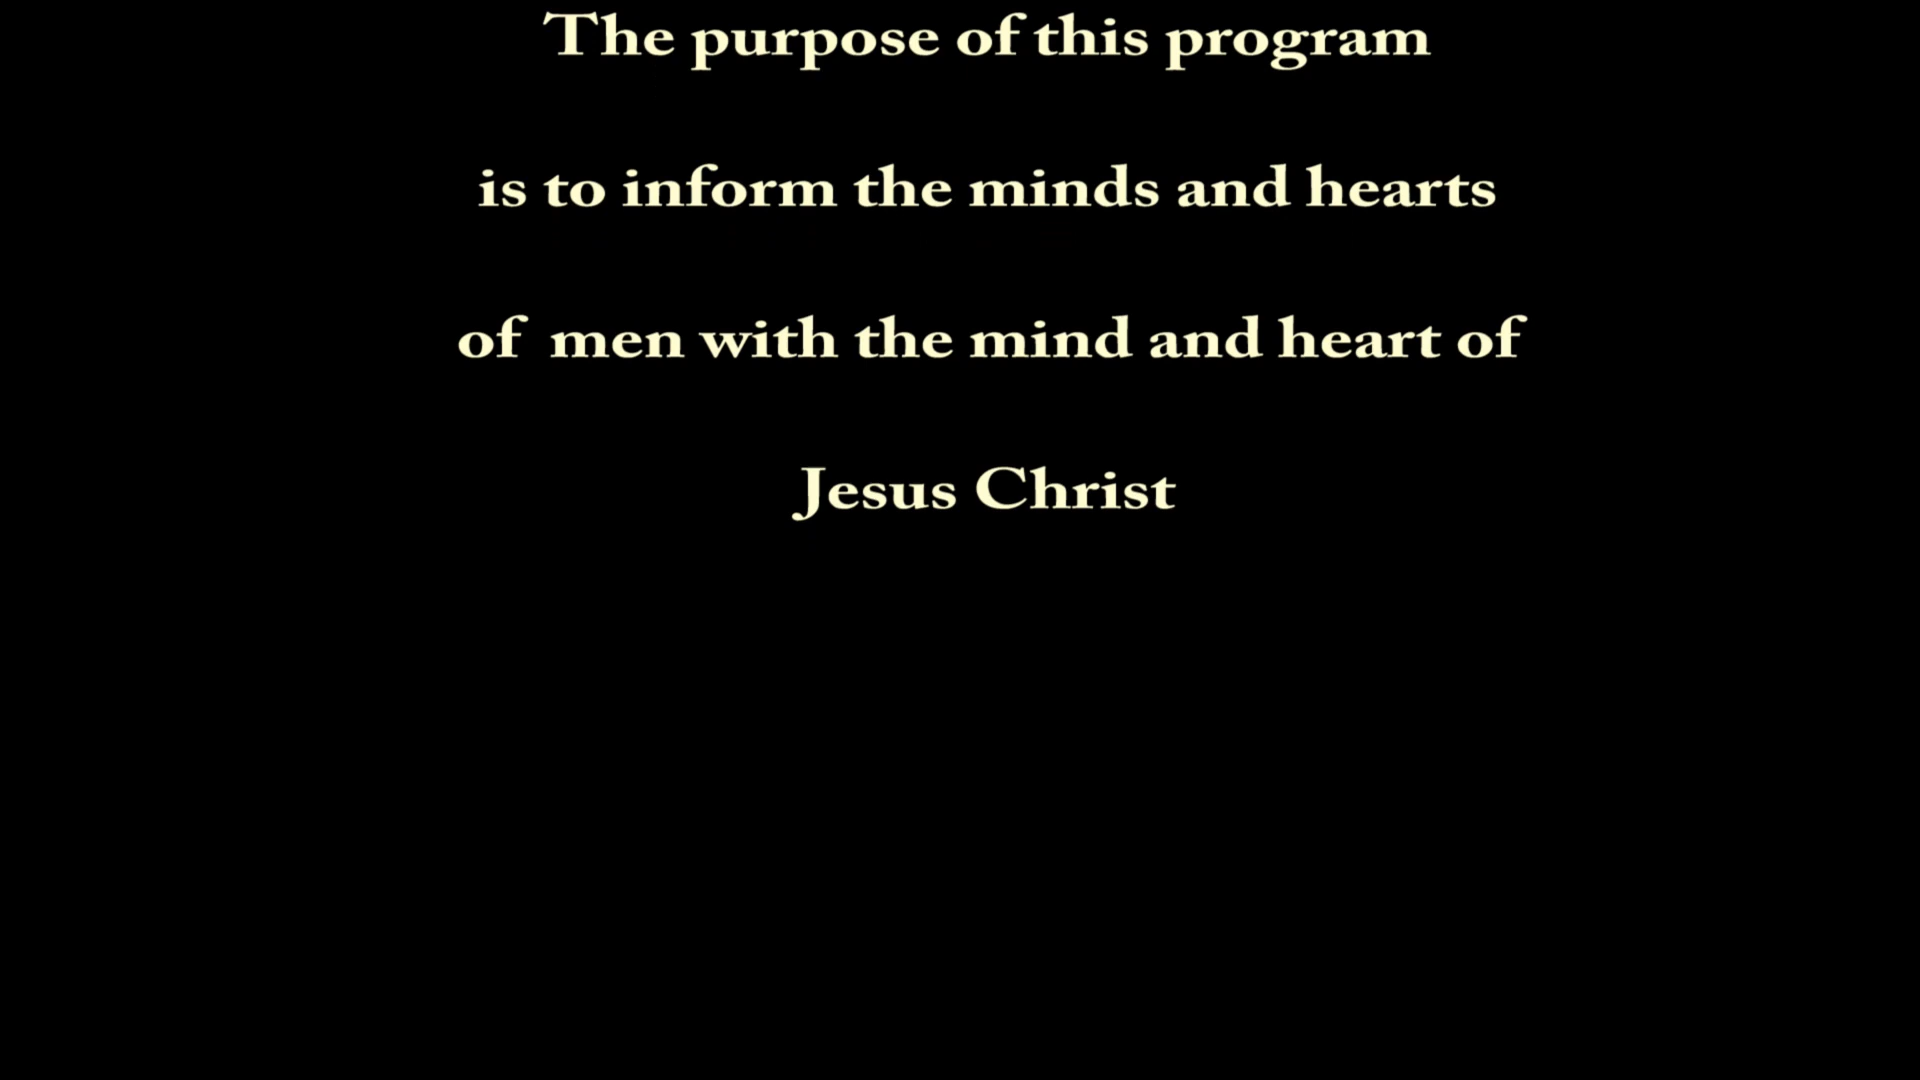 The purpose of this program
is to inform the minds and hearts
of men with the mind and heart of
Jesus Christ